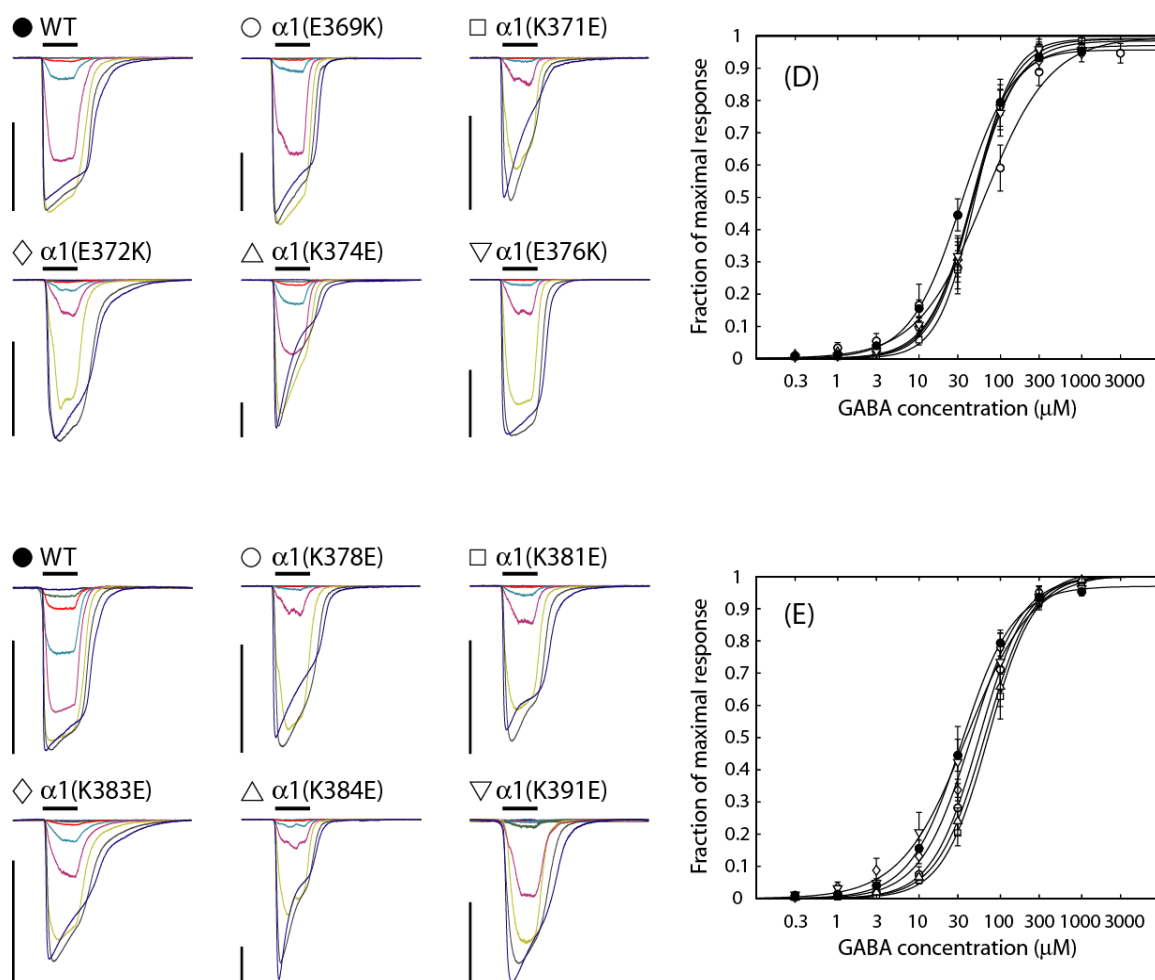 WT α1(E369K) α1(K371E)
α1(E372K) α1(K374E) α1(E376K)
(D)
Fraction of maximal response
1
0.9
0.8
0.7
0.6
0.5
0.4
0.3
0.2
0.1
0
0.3 1 3 10 30 100 300 1000 3000
GABA concentration (μM)
WT α1(K378E) α1(K381E)
α1(K383E) α1(K384E) α1(K391E)
(E)
Fraction of maximal response
1
0.9
0.8
0.7
0.6
0.5
0.4
0.3
0.2
0.1
0
0.3 1 3 10 30 100 300 1000 3000
GABA concentration (μM)